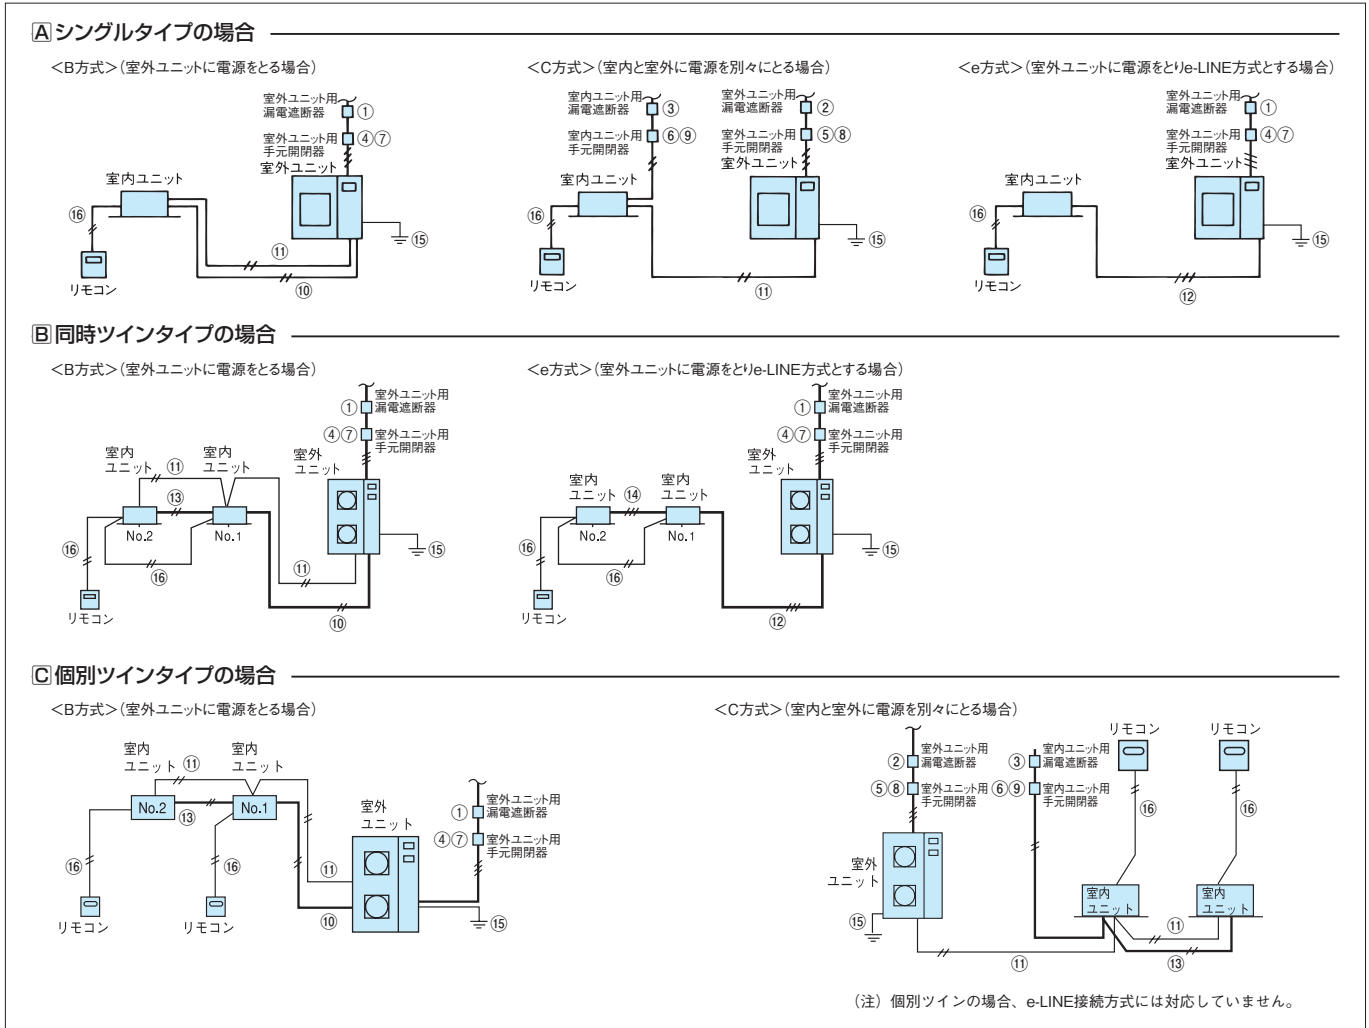 Aシングルタイプの場合
<B方式>(室外ユニットに電源をとる場合)
室外ユニット用
漏電遮断器
①
室外ユニット用
手元開閉器
④⑦
室外ユニット
室内ユニット
⑯
リモコン
⑪
⑩
⑮
<C方式>(室内と室外に電源を別々にとる場合)
室内ユニット用
漏電遮断器
③
室内ユニット用
手元開閉器
⑥⑨
室外ユニット用
漏電遮断器
②
室外ユニット用
手元開閉器
⑤⑧
室外ユニット
室内ユニット
⑯
リモコン
⑪
⑮
<e方式>(室外ユニットに電源をとりe-LINE方式とする場合)
室外ユニット用
漏電遮断器
①
室外ユニット用
手元開閉器
④⑦
室外ユニット
室内ユニット
⑯
リモコン
⑫
⑮
B同時ツインタイプの場合
<B方式>(室外ユニットに電源をとる場合)
①
室外ユニット用
漏電遮断器
④⑦
室外ユニット用
手元開閉器
室内
ユニット
⑪
室内
ユニット
室外
ユニット
⑬
No.2
No.1
⑯
⑯
⑪
⑮
リモコン
⑩
<e方式>(室外ユニットに電源をとりe-LINE方式とする場合)
①
室外ユニット用
漏電遮断器
④⑦
室外ユニット用
手元開閉器
室内
ユニット
⑭
室内
ユニット
室外
ユニット
No.2
No.1
⑯
⑯
⑮
リモコン
⑫
C個別ツインタイプの場合
<B方式>(室外ユニットに電源をとる場合)
室内
ユニット
⑪
室内
ユニット
No.2
⑬
No.1
室外
ユニット
①
室外ユニット用
漏電遮断器
④⑦
室外ユニット用
手元開閉器
⑯
⑯
⑪
⑩
⑮
リモコン
リモコン
<C方式>(室内と室外に電源を別々にとる場合)
②
室外ユニット用
漏電遮断器
⑤⑧
室外ユニット用
手元開閉器
③
室内ユニット用
漏電遮断器
⑥⑨
室内ユニット用
手元開閉器
リモコン
リモコン
⑯
⑯
室外
ユニット
⑮
室内
ユニット
室内
ユニット
⑪
⑪
⑬
(注)個別ツインの場合、e-LINE接続方式には対応していません。